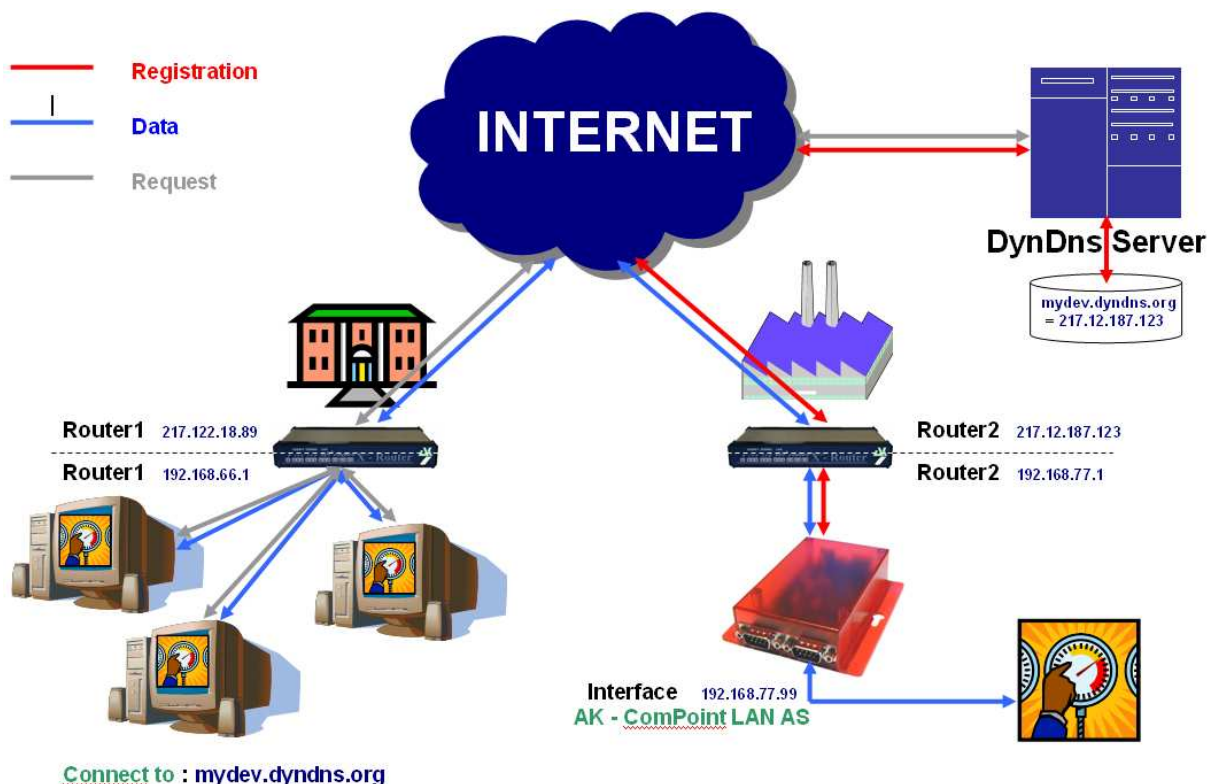 Registration
Data
Request
INTERNET
DynDns Server
mydev.dyndns.org
= 217.12.187.123
Router1 217.122.18.89
Router1 192.168.66.1
X - Router
X - Router
Router2 217.12.187.123
Router2 192.168.77.1
Interface 192.168.77.99
AK - ComPoint LAN AS
Connect to : mydev.dyndns.org